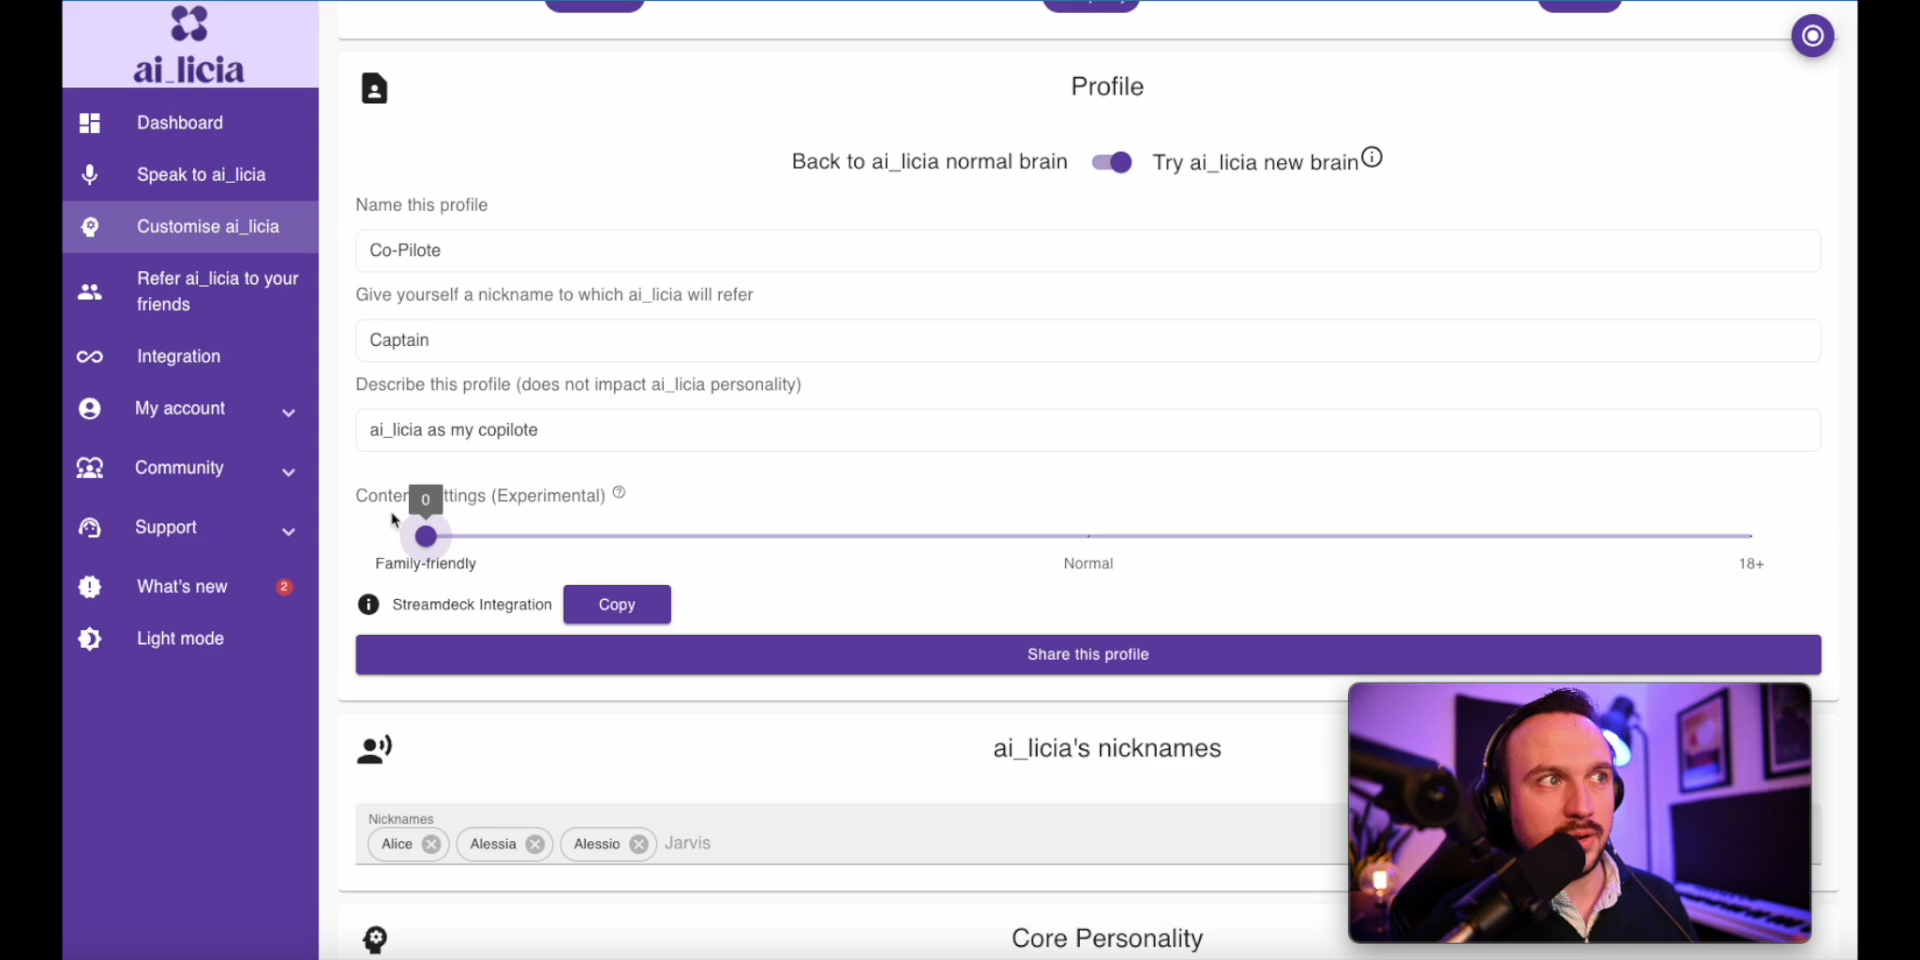 ai_licia
Dashboard
Speak to ai_licia
Customise ai_licia
Refer ai_licia to your
friends
Integration
My account
Community
Support
What's new
2
Light mode
Profile
Back to ai_licia normal brain
Try ai_licia new brain
Name this profile
Co-Pilote
Give yourself a nickname to which ai_licia will refer
Captain
Describe this profile (does not impact ai_licia personality)
ai_licia as my copilote
0
Conter ttings (Experimental)
Family-friendly
Normal
18+
Streamdeck Integration
Copy
Share this profile
ai_licia's nicknames
Nicknames
Alice
Alessia
Alessio
Jarvis
Core Personality